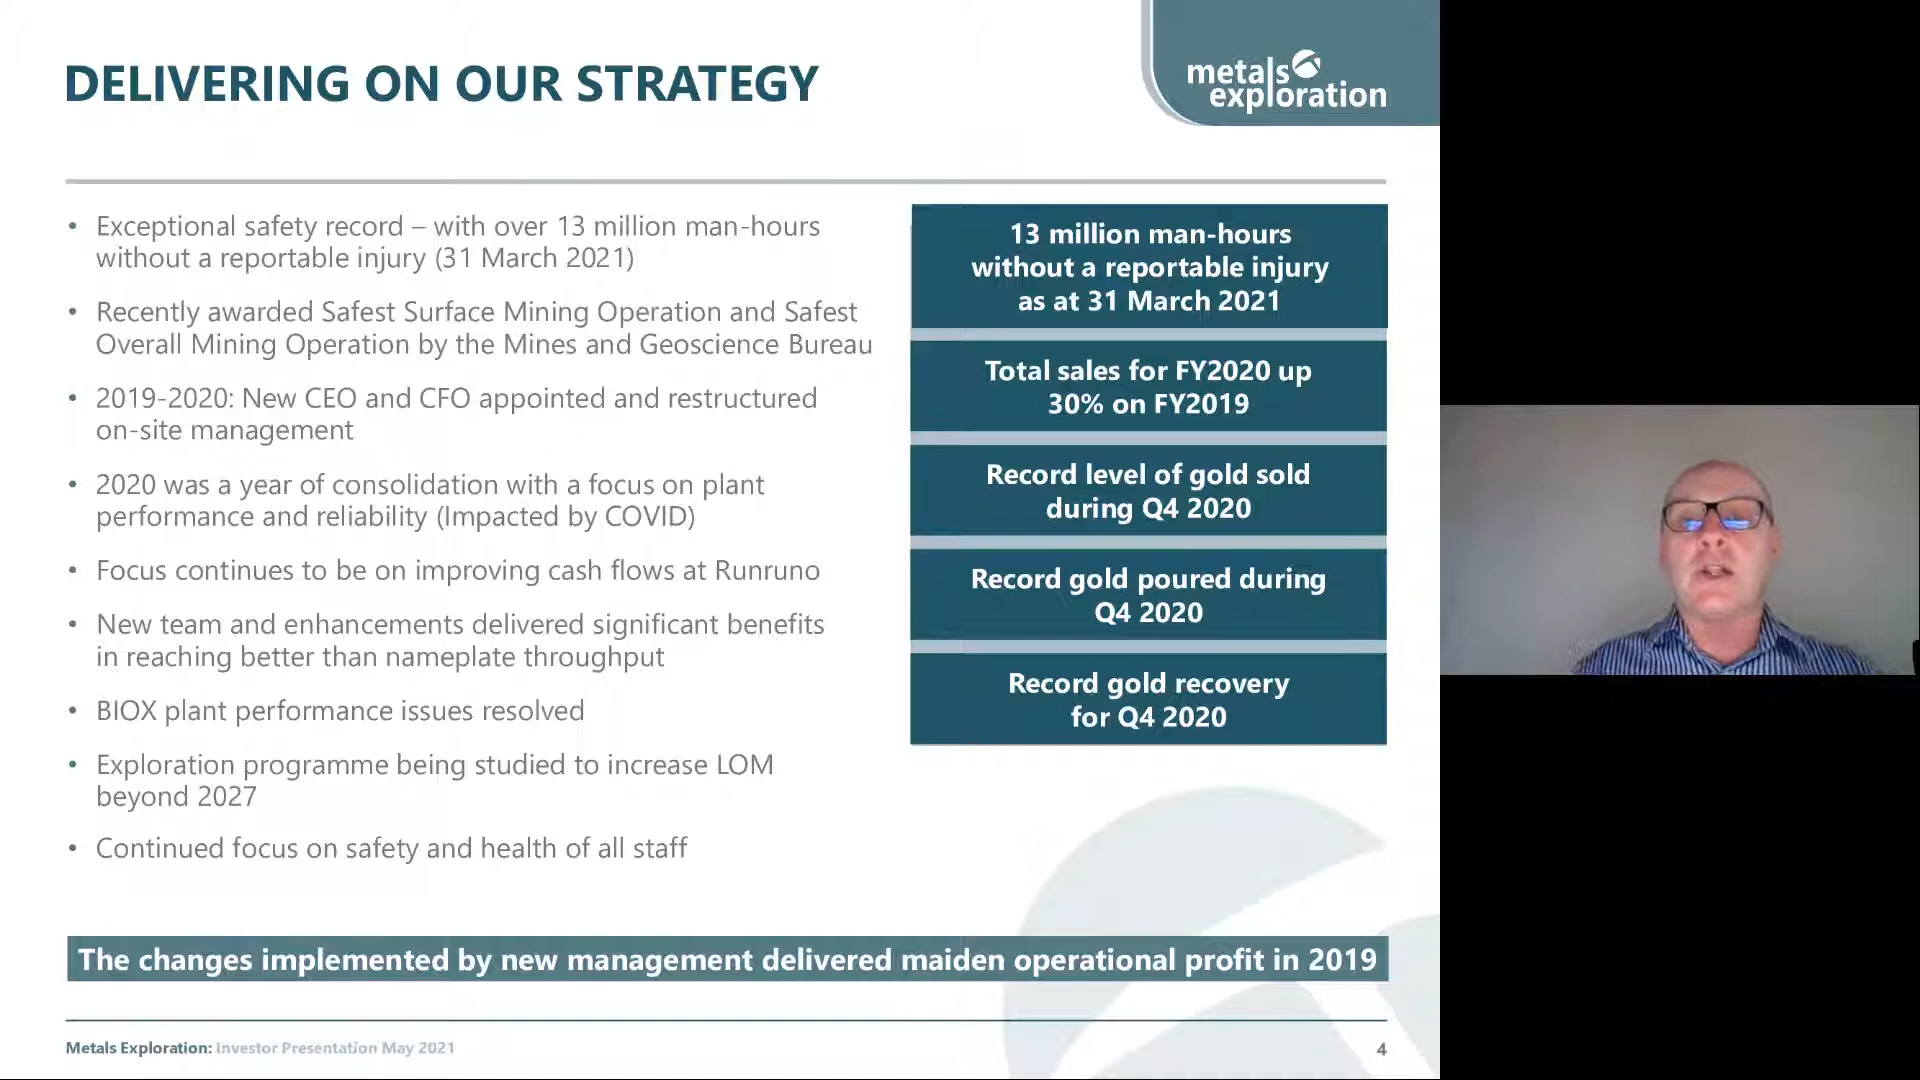 DELIVERING ON OUR STRATEGY
metals
exploration
• Exceptional safety record – with over 13 million man-hours
without a reportable injury (31 March 2021)
• Recently awarded Safest Surface Mining Operation and Safest
Overall Mining Operation by the Mines and Geoscience Bureau
• 2019-2020: New CEO and CFO appointed and restructured
on-site management
• 2020 was a year of consolidation with a focus on plant
performance and reliability (Impacted by COVID)
• Focus continues to be on improving cash flows at Runruno
• New team and enhancements delivered significant benefits
in reaching better than nameplate throughput
• BIOX plant performance issues resolved
• Exploration programme being studied to increase LOM
beyond 2027
• Continued focus on safety and health of all staff
13 million man-hours
without a reportable injury
as at 31 March 2021
Total sales for FY2020 up
30% on FY2019
Record level of gold sold
during Q4 2020
Record gold poured during
Q4 2020
Record gold recovery
for Q4 2020
The changes implemented by new management delivered maiden operational profit in 2019
Metals Exploration: Investor Presentation May 2021
4